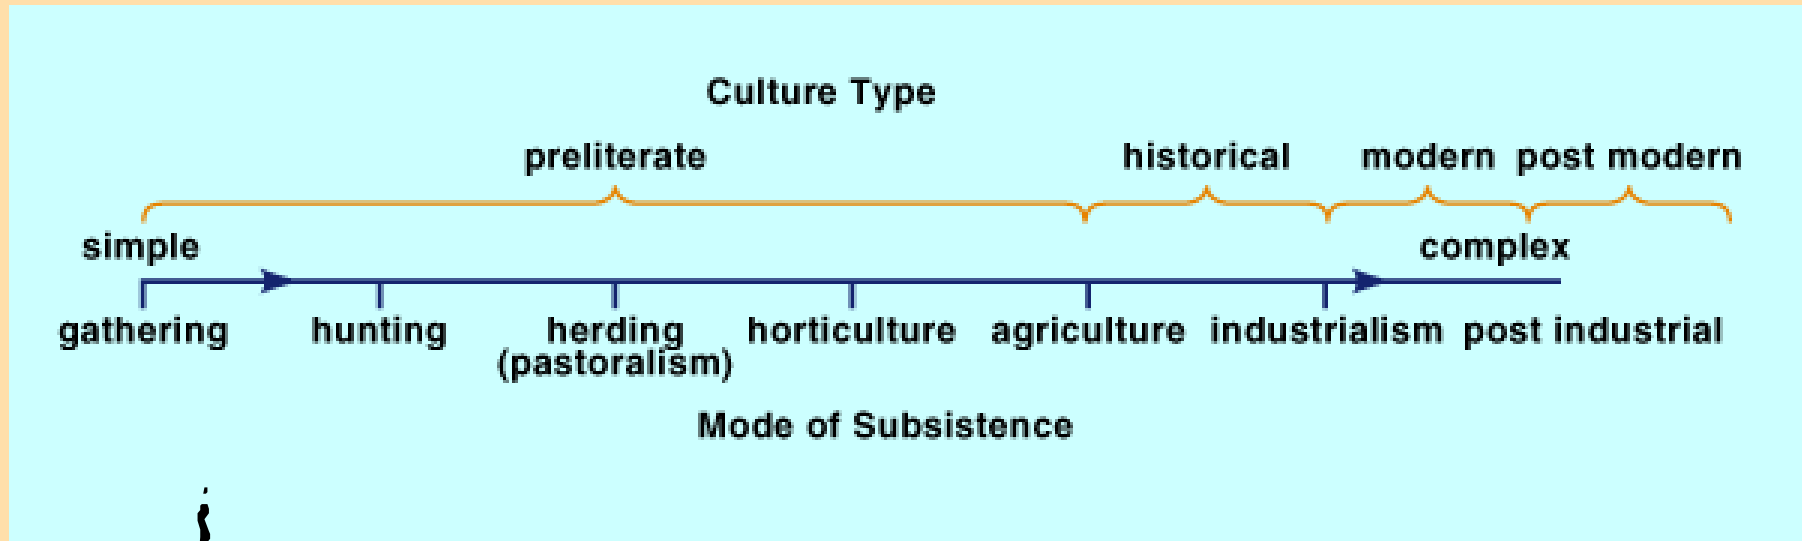 Culture Type
preliterate historical modern post modern
simple complex
gathering hunting herding horticulture agriculture industrialism post industrial
(pastoralism)
Mode of Subsistence